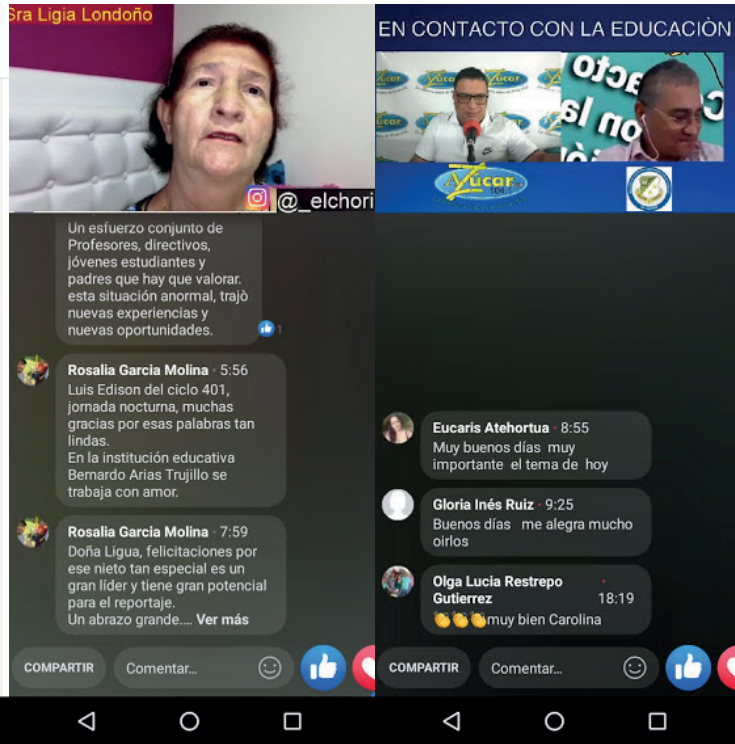 Sra Ligia Londoño
@_elchori
Un esfuerzo conjunto de
Profesores, directivos,
jóvenes estudiantes y
padres que hay que valorar.
esta situación anormal, trajò
nuevas experiencias y
nuevas oportunidades.
1
Rosalia Garcia Molina · 5:56
Luis Edison del ciclo 401,
jornada nocturna, muchas
gracias por esas palabras tan
lindas.
En la institución educativa
Bernardo Arias Trujillo se
trabaja con amor.
Rosalia Garcia Molina · 7:59
Doña Ligua, felicitaciones por
ese nieto tan especial es un
gran líder y tiene gran potencial
para el reportaje.
Un abrazo grande.... Ver más
COMPARTIR
Comentar...
EN CONTACTO CON LA EDUCACIÒN
Yúcar
Eucaris Atehortua · 8:55
Muy buenos días muy
importante el tema de hoy
Gloria Inés Ruiz · 9:25
Buenos días me alegra mucho
oirlos
Olga Lucia Restrepo
Gutierrez · 18:19
👏👏👏muy bien Carolina
COMPARTIR
Comentar...